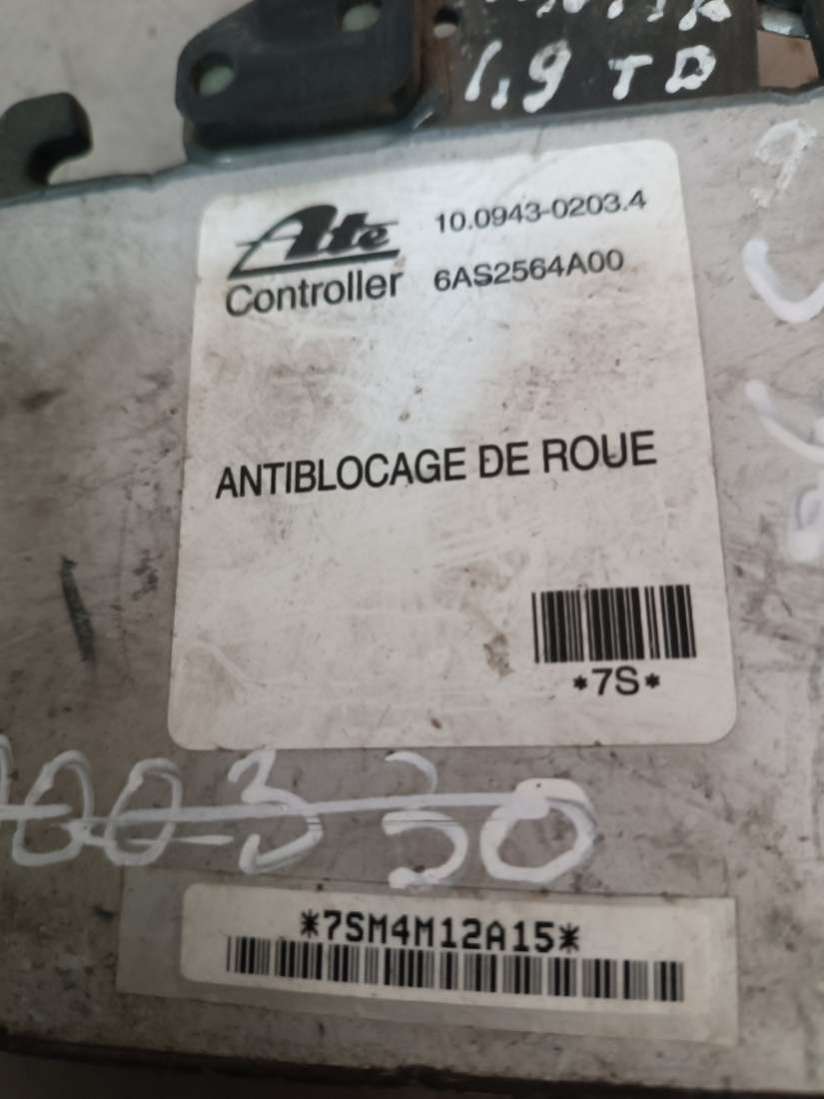 1,9 TD
Ate 10.0943-0203.4
Controller 6AS2564A00
ANTIBLOCAGE DE ROUE
*7S*
*7SM4M12A15*